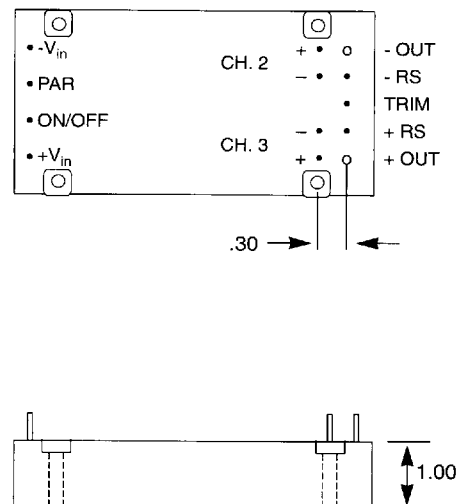 -Vin
PAR
ON/OFF
+Vin
CH. 2
+
–
CH. 3
–
+
- OUT
- RS
TRIM
+ RS
+ OUT
.30
1.00